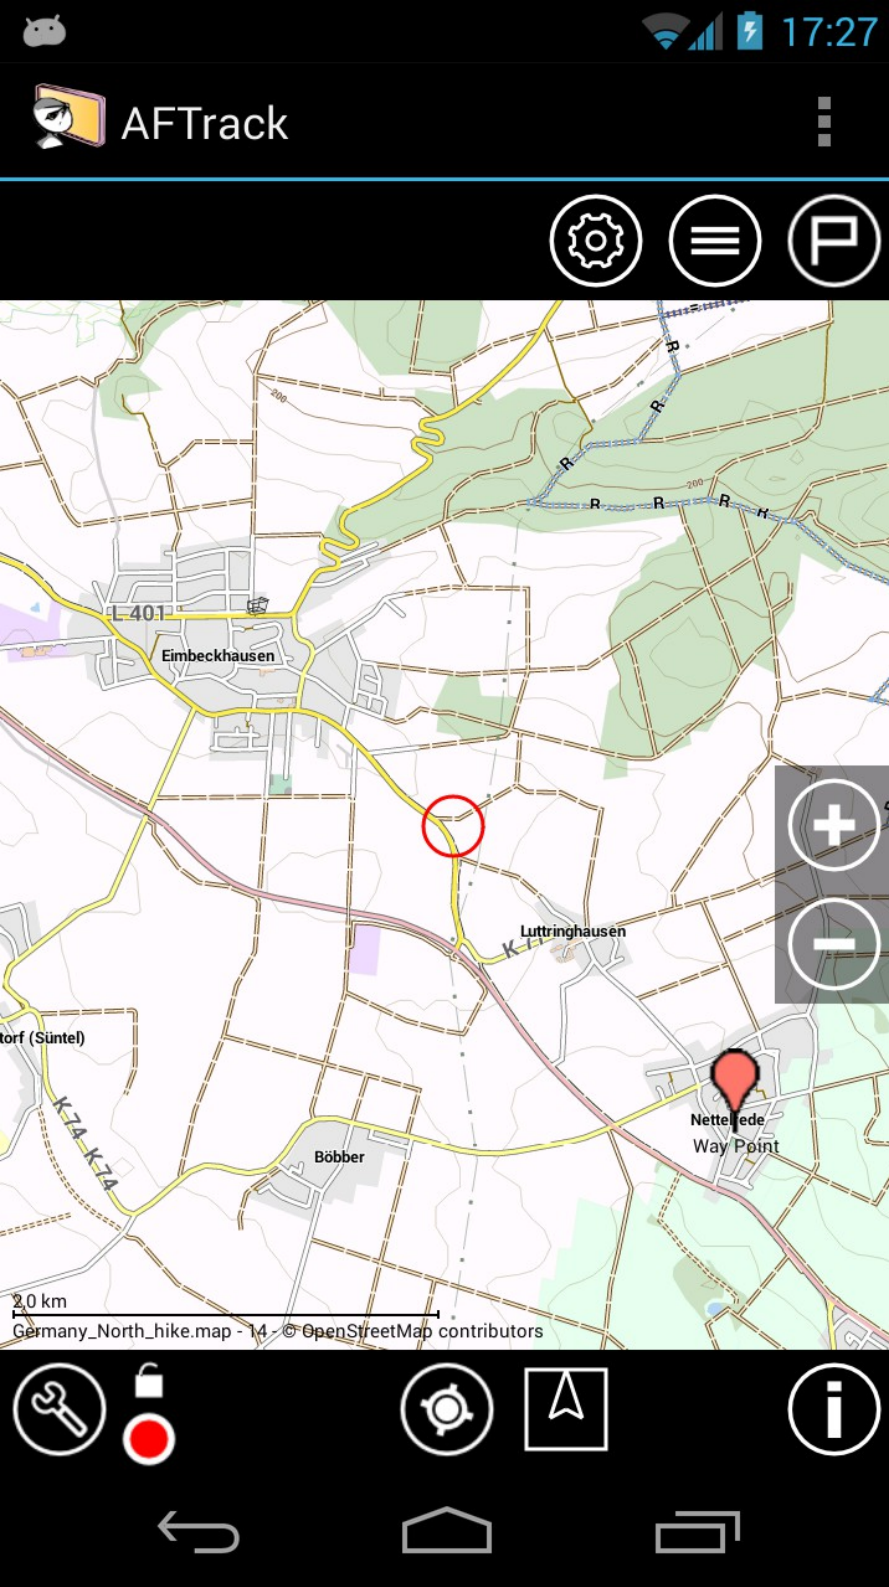 17:27
AFTrack
200
R
R
R
200
R
R
R
R
L 401
Eimbeckhausen
Luttringhausen
torf (Süntel)
K 74
K 74
Nettelrede
Way Point
Böbber
2,0 km
Germany_North_hike.map - 14 - © OpenStreetMap contributors